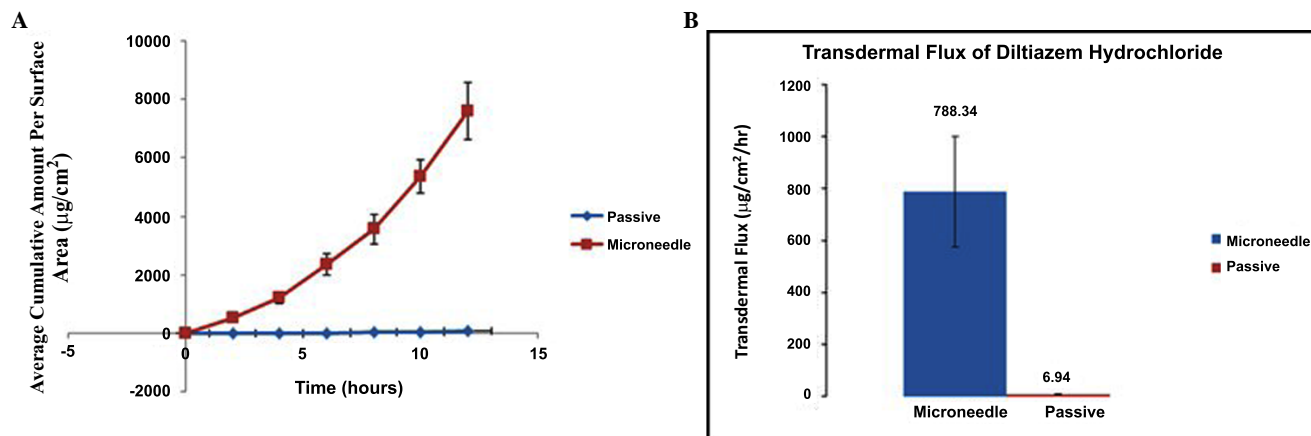 A
10000
8000
6000
4000
2000
0
-2000
-5
0
5
10
15
Average Cumulative Amount Per Surface
Area (μg/cm²)
Time (hours)
Passive
Microneedle
B
Transdermal Flux of Diltiazem Hydrochloride
1200
1000
800
600
400
200
0
Transdermal Flux (μg/cm²/hr)
788.34
6.94
Microneedle
Passive
Microneedle
Passive